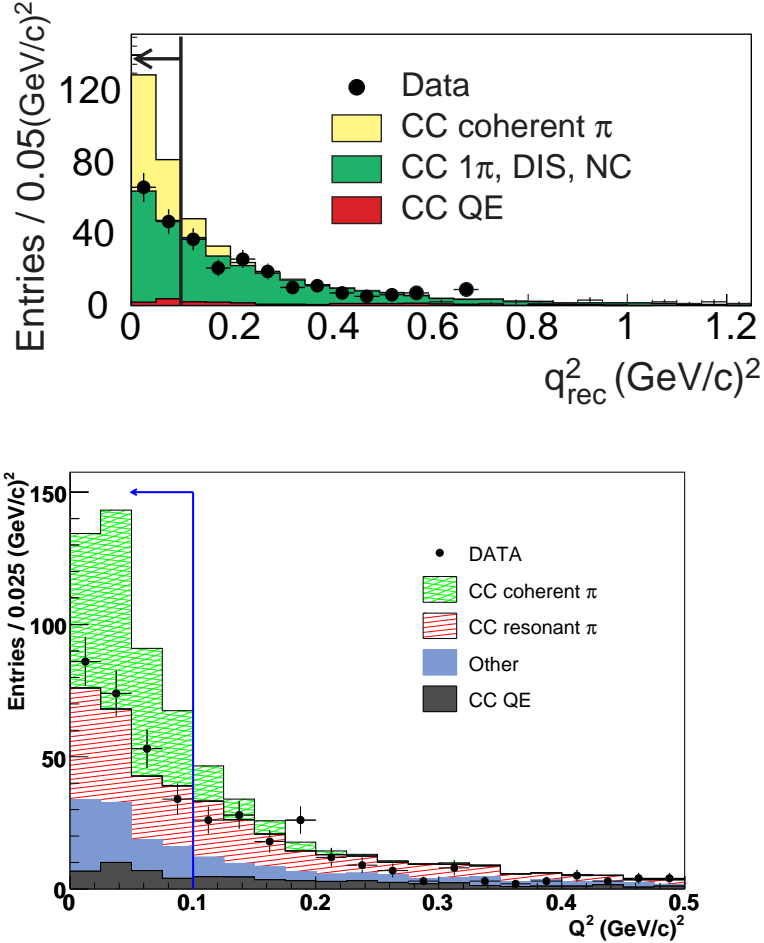 Entries / 0.05(GeV/c)²
120
80
40
0
Data
CC coherent π
CC 1π, DIS, NC
CC QE
0 0.2 0.4 0.6 0.8 1 1.2
q²rec (GeV/c)²
Entries / 0.025 (GeV/c)²
150
100
50
0
DATA
CC coherent π
CC resonant π
Other
CC QE
0 0.1 0.2 0.3 0.4 0.5
Q² (GeV/c)²